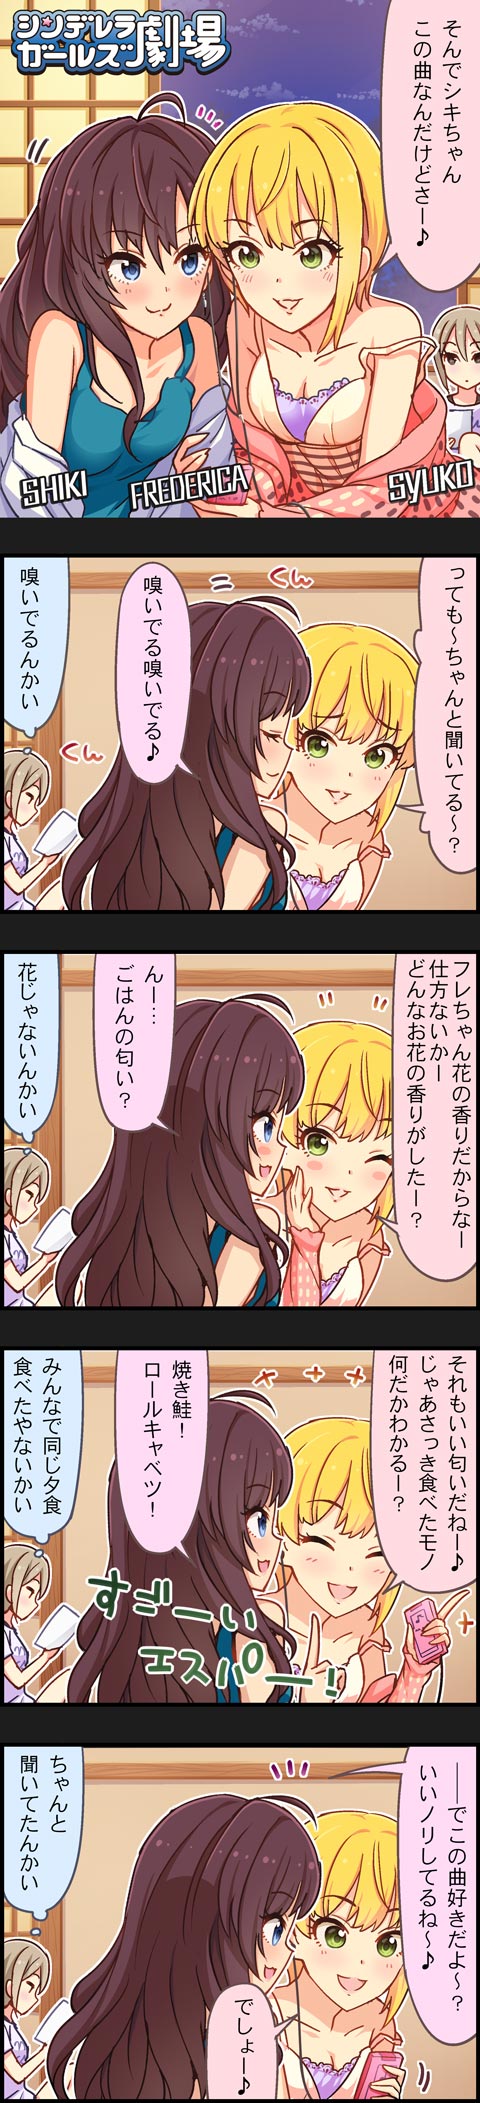 シンデレラ
ガールズ劇場
そんでシキちゃん
この曲なんだけどさー♪
SHIKI
FREDERICA
SYUKO
っても～ちゃんと聞いてる～？
くん
嗅いでる嗅いでる♪
くん
嗅いでるんかい
フレちゃん花の香りだからなー
仕方ないかー
どんなお花の香りがしたー？
んー…
ごはんの匂い？
花じゃないんかい
それもいい匂いだねー♪
じゃあさっき食べたモノ
何だかわかるー？
焼き鮭！
ロールキャベツ！
すごーい
エスパー！
みんなで同じ夕食
食べたやないかい
――でこの曲好きだよ～？
いいノリしてるね～♪
でしょー♪
ちゃんと
聞いてたんかい